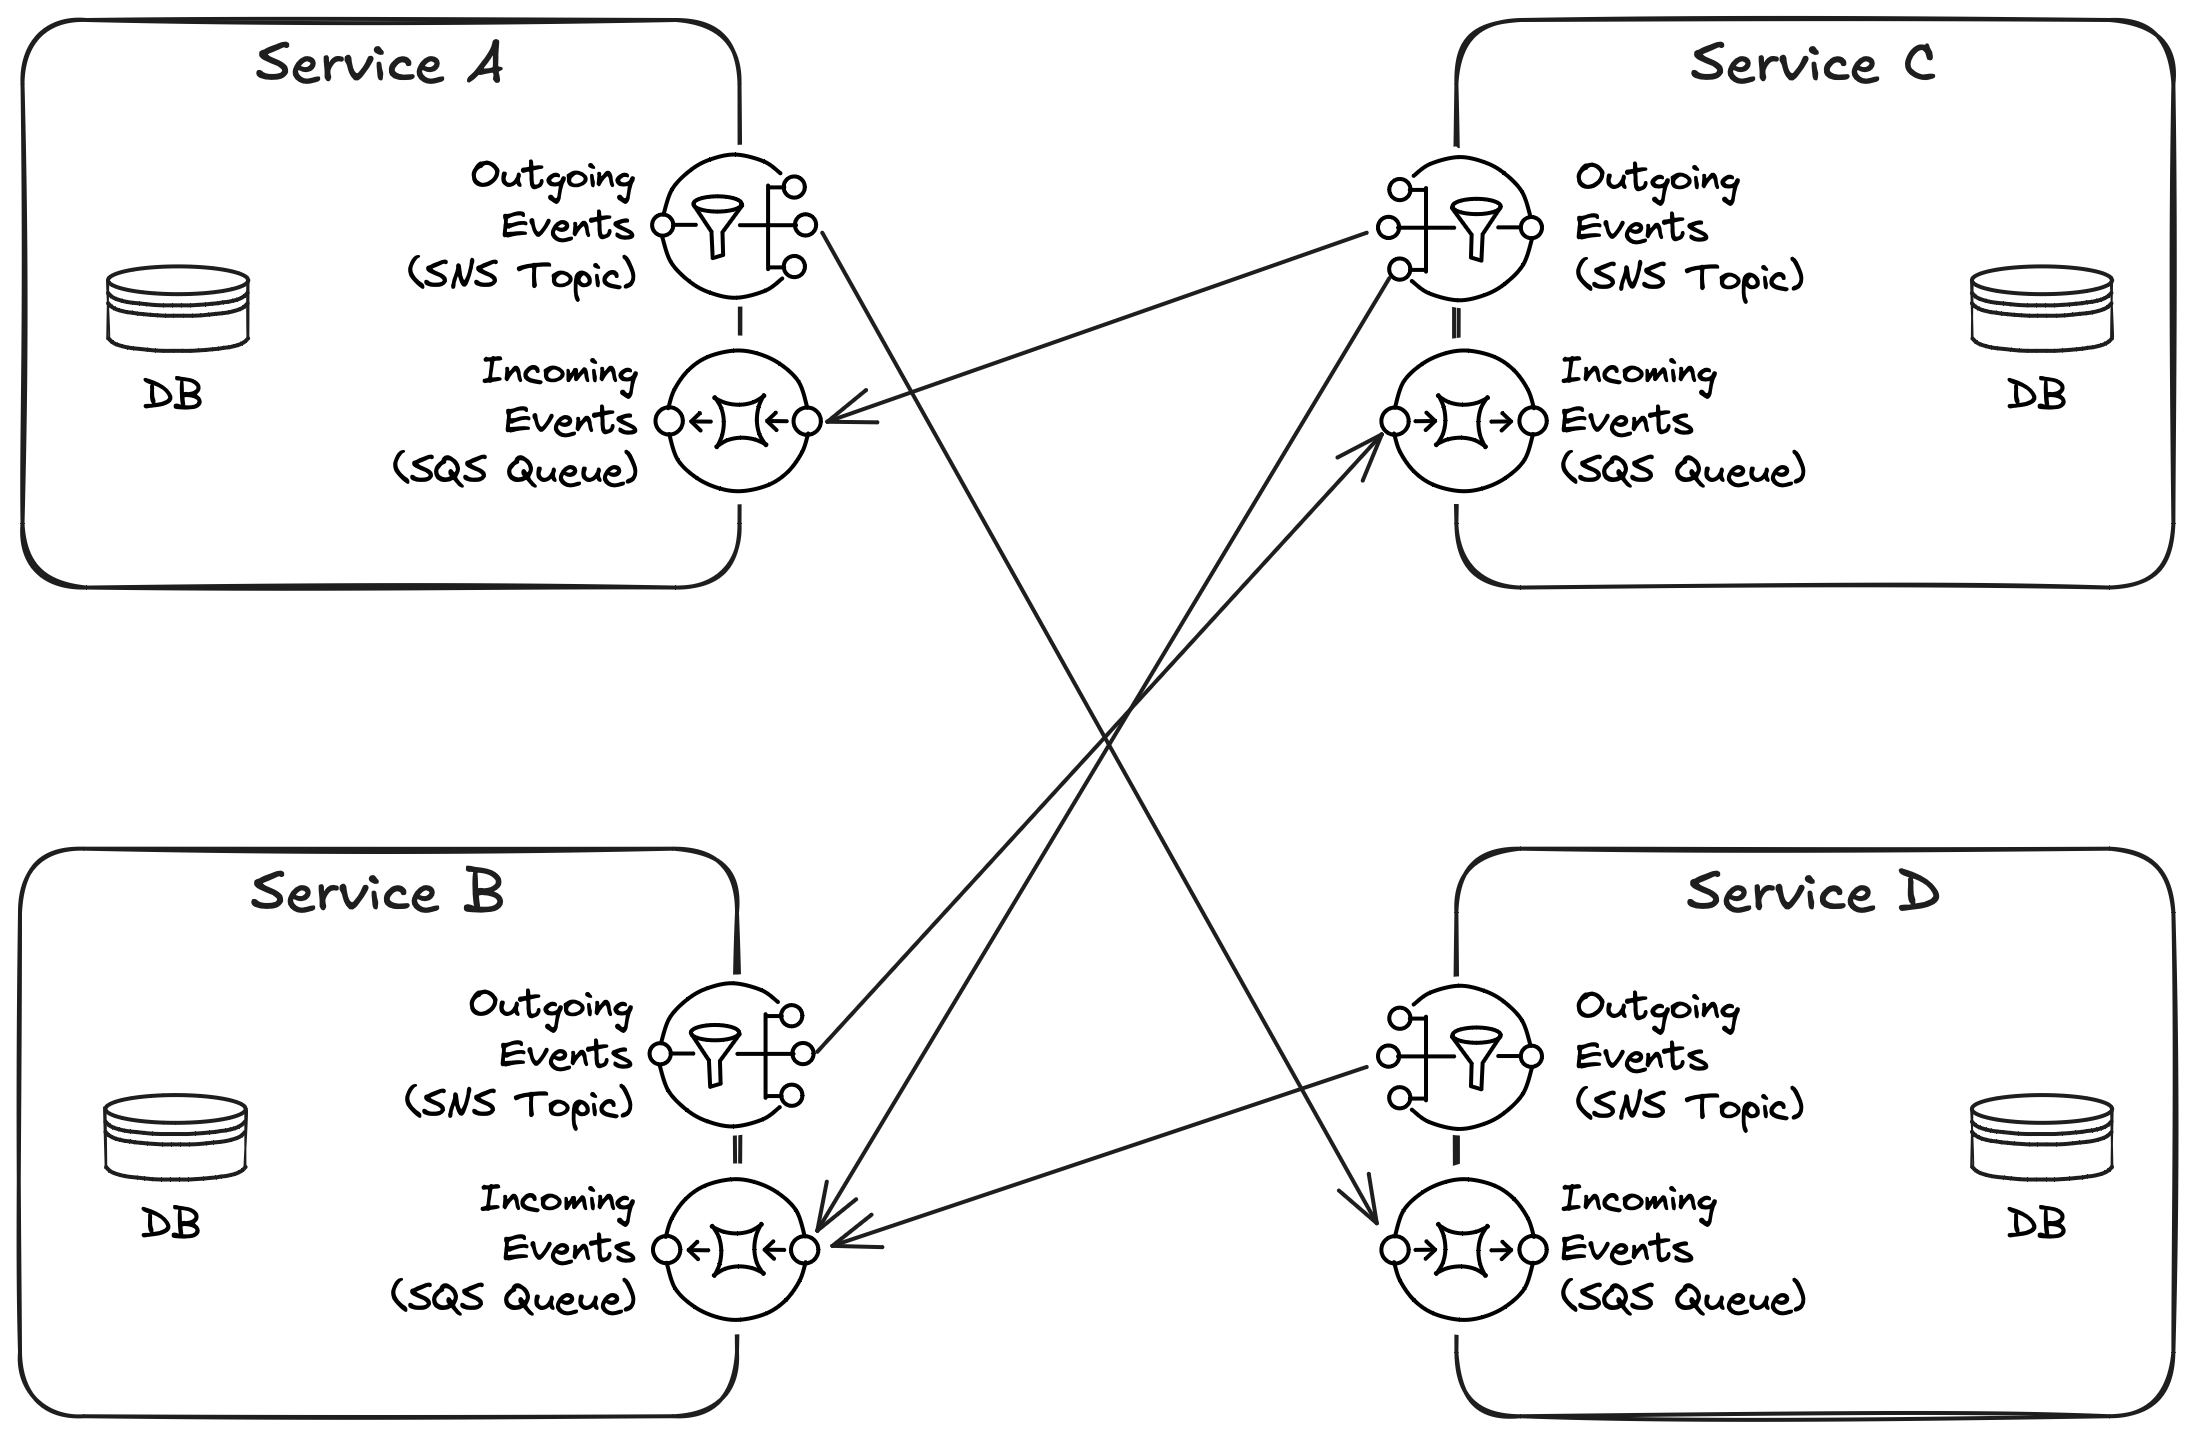 Service A
Outgoing
Events
(SNS Topic)
DB
Incoming
Events
(SQS Queue)
Service C
Outgoing
Events
(SNS Topic)
DB
Incoming
Events
(SQS Queue)
Service B
Outgoing
Events
(SNS Topic)
DB
Incoming
Events
(SQS Queue)
Service D
Outgoing
Events
(SNS Topic)
DB
Incoming
Events
(SQS Queue)